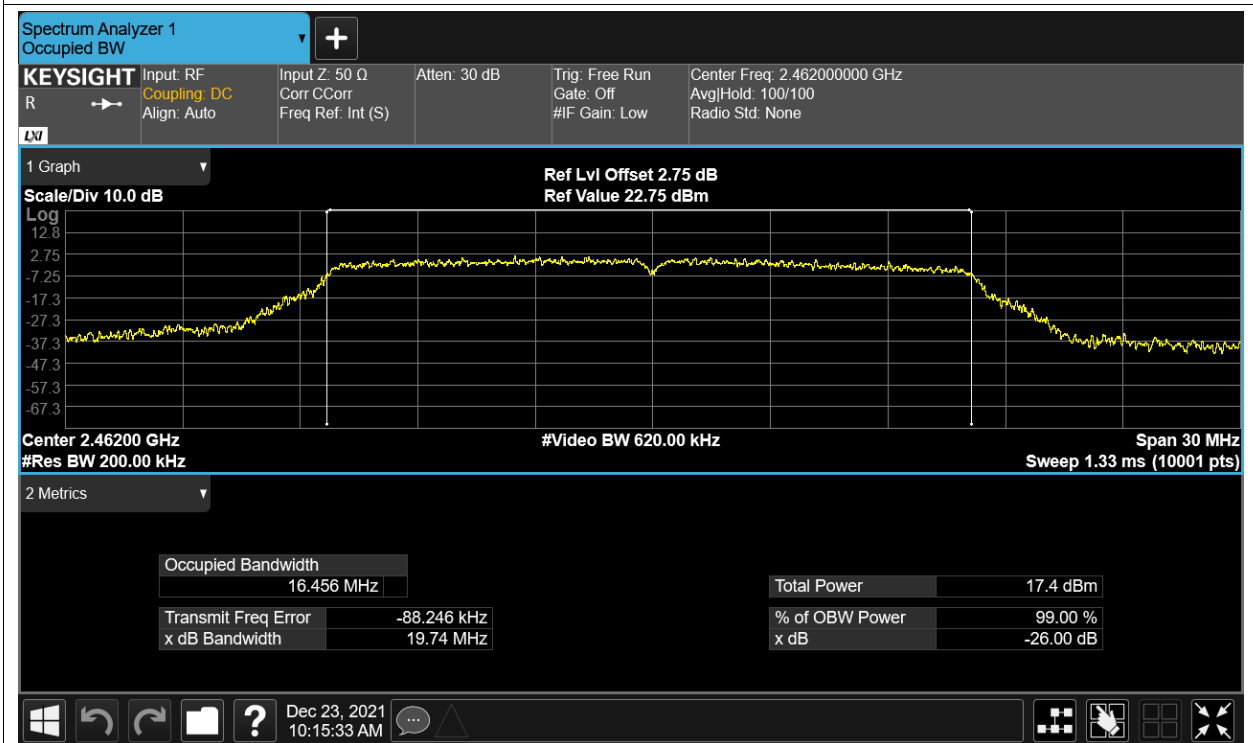 Spectrum Analyzer 1
Occupied BW
KEYSIGHT
R
LXI
Input: RF
Coupling: DC
Align: Auto
Input Z: 50 Ω
Corr CCorr
Freq Ref: Int (S)
Atten: 30 dB
Trig: Free Run
Gate: Off
#IF Gain: Low
Center Freq: 2.462000000 GHz
Avg|Hold: 100/100
Radio Std: None
1 Graph
Scale/Div 10.0 dB
Ref Lvl Offset 2.75 dB
Ref Value 22.75 dBm
Log
12.8
2.75
-7.25
-17.3
-27.3
-37.3
-47.3
-57.3
-67.3
Center 2.46200 GHz
#Res BW 200.00 kHz
#Video BW 620.00 kHz
Span 30 MHz
Sweep 1.33 ms (10001 pts)
2 Metrics
Occupied Bandwidth
16.456 MHz
Transmit Freq Error -88.246 kHz
x dB Bandwidth 19.74 MHz
Total Power 17.4 dBm
% of OBW Power 99.00 %
x dB -26.00 dB
?
Dec 23, 2021
10:15:33 AM